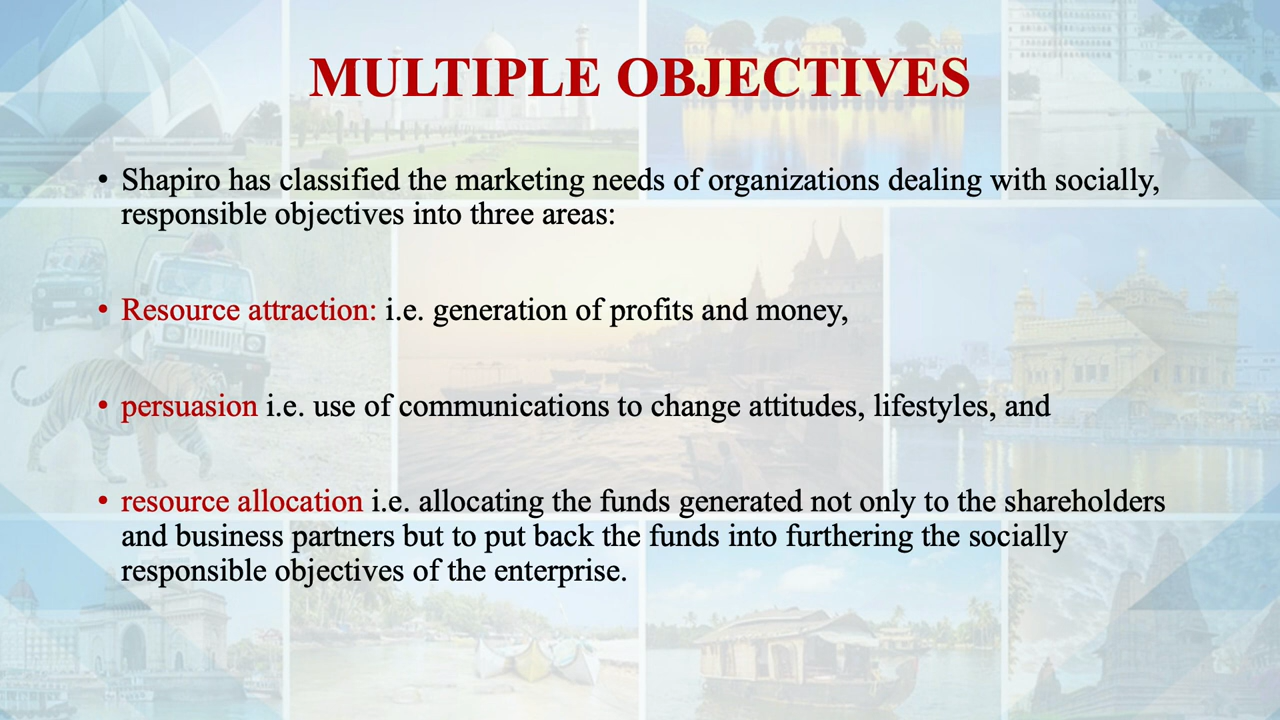 MULTIPLE OBJECTIVES
• Shapiro has classified the marketing needs of organizations dealing with socially,
responsible objectives into three areas:
• Resource attraction: i.e. generation of profits and money,
• persuasion i.e. use of communications to change attitudes, lifestyles, and
• resource allocation i.e. allocating the funds generated not only to the shareholders
and business partners but to put back the funds into furthering the socially
responsible objectives of the enterprise.